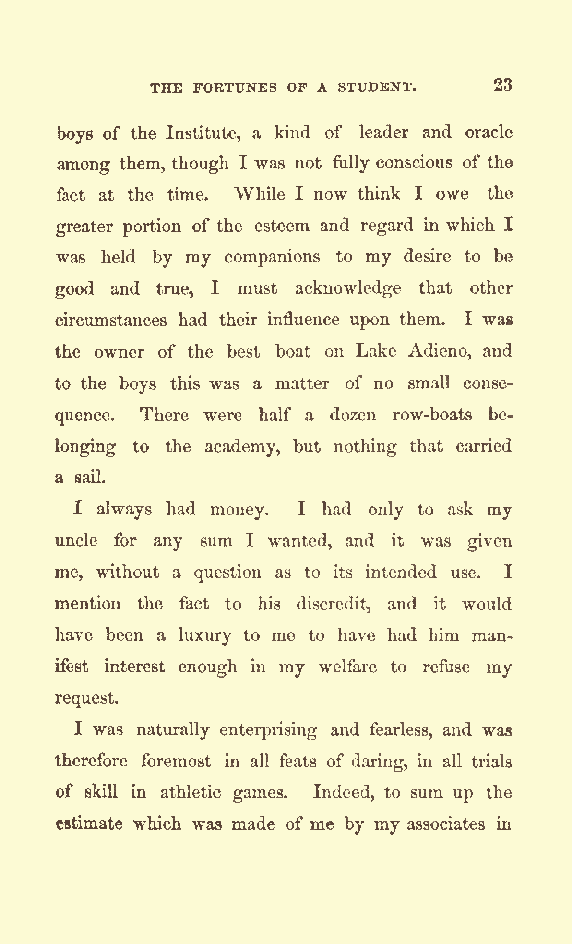 THE FORTUNES OF A STUDENT. 23
boys of the Institute, a kind of leader and oracle
among them, though I was not fully conscious of the
fact at the time. While I now think I owe the
greater portion of the esteem and regard in which I
was held by my companions to my desire to be
good and true, I must acknowledge that other
circumstances had their influence upon them. I was
the owner of the best boat on Lake Adieno, and
to the boys this was a matter of no small conse-
quence. There were half a dozen row-boats be-
longing to the academy, but nothing that carried
a sail.
I always had money. I had only to ask my
uncle for any sum I wanted, and it was given
me, without a question as to its intended use. I
mention the fact to his discredit, and it would
have been a luxury to me to have had him man-
ifest interest enough in my welfare to refuse my
request.
I was naturally enterprising and fearless, and was
therefore foremost in all feats of daring, in all trials
of skill in athletic games. Indeed, to sum up the
estimate which was made of me by my associates in